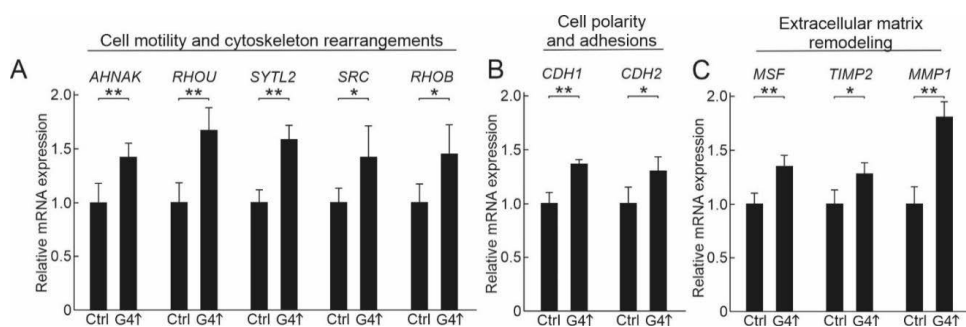 Cell motility and cytoskeleton rearrangements
A
AHNAK RHOU SYTL2 SRC RHOB
** ** ** * *
Relative mRNA expression
2.0
1.5
1.0
0.5
0
Ctrl G4↑ Ctrl G4↑ Ctrl G4↑ Ctrl G4↑ Ctrl G4↑
Cell polarity
and adhesions
B
CDH1 CDH2
** *
Relative mRNA expression
2.0
1.5
1.0
0.5
0
Ctrl G4↑ Ctrl G4↑
Extracellular matrix
remodeling
C
MSF TIMP2 MMP1
** * **
Relative mRNA expression
2.0
1.5
1.0
0.5
0
Ctrl G4↑ Ctrl G4↑ Ctrl G4↑